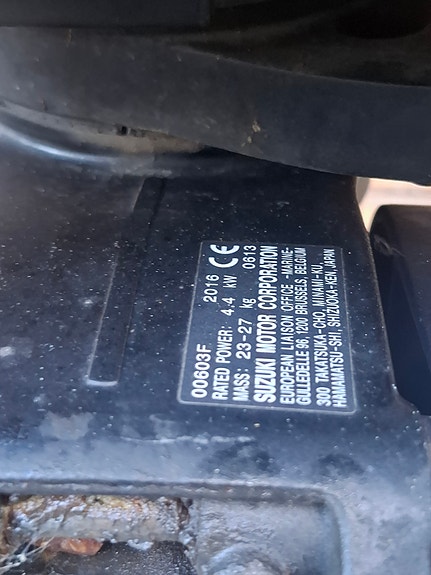 00603F 2016 CE
RATED POWER: 4.4 kW 0613
MASS: 23-27 kg
SUZUKI MOTOR CORPORATION
EUROPEAN LIAISON OFFICE -MARINE-
GULLEDELLE 96, 1200 BRUSSELS, BELGIUM
300 TAKATSUKA-CHO, MINAMI-KU,
HAMAMATSU-SHI, SHIZUOKA-KEN, JAPAN